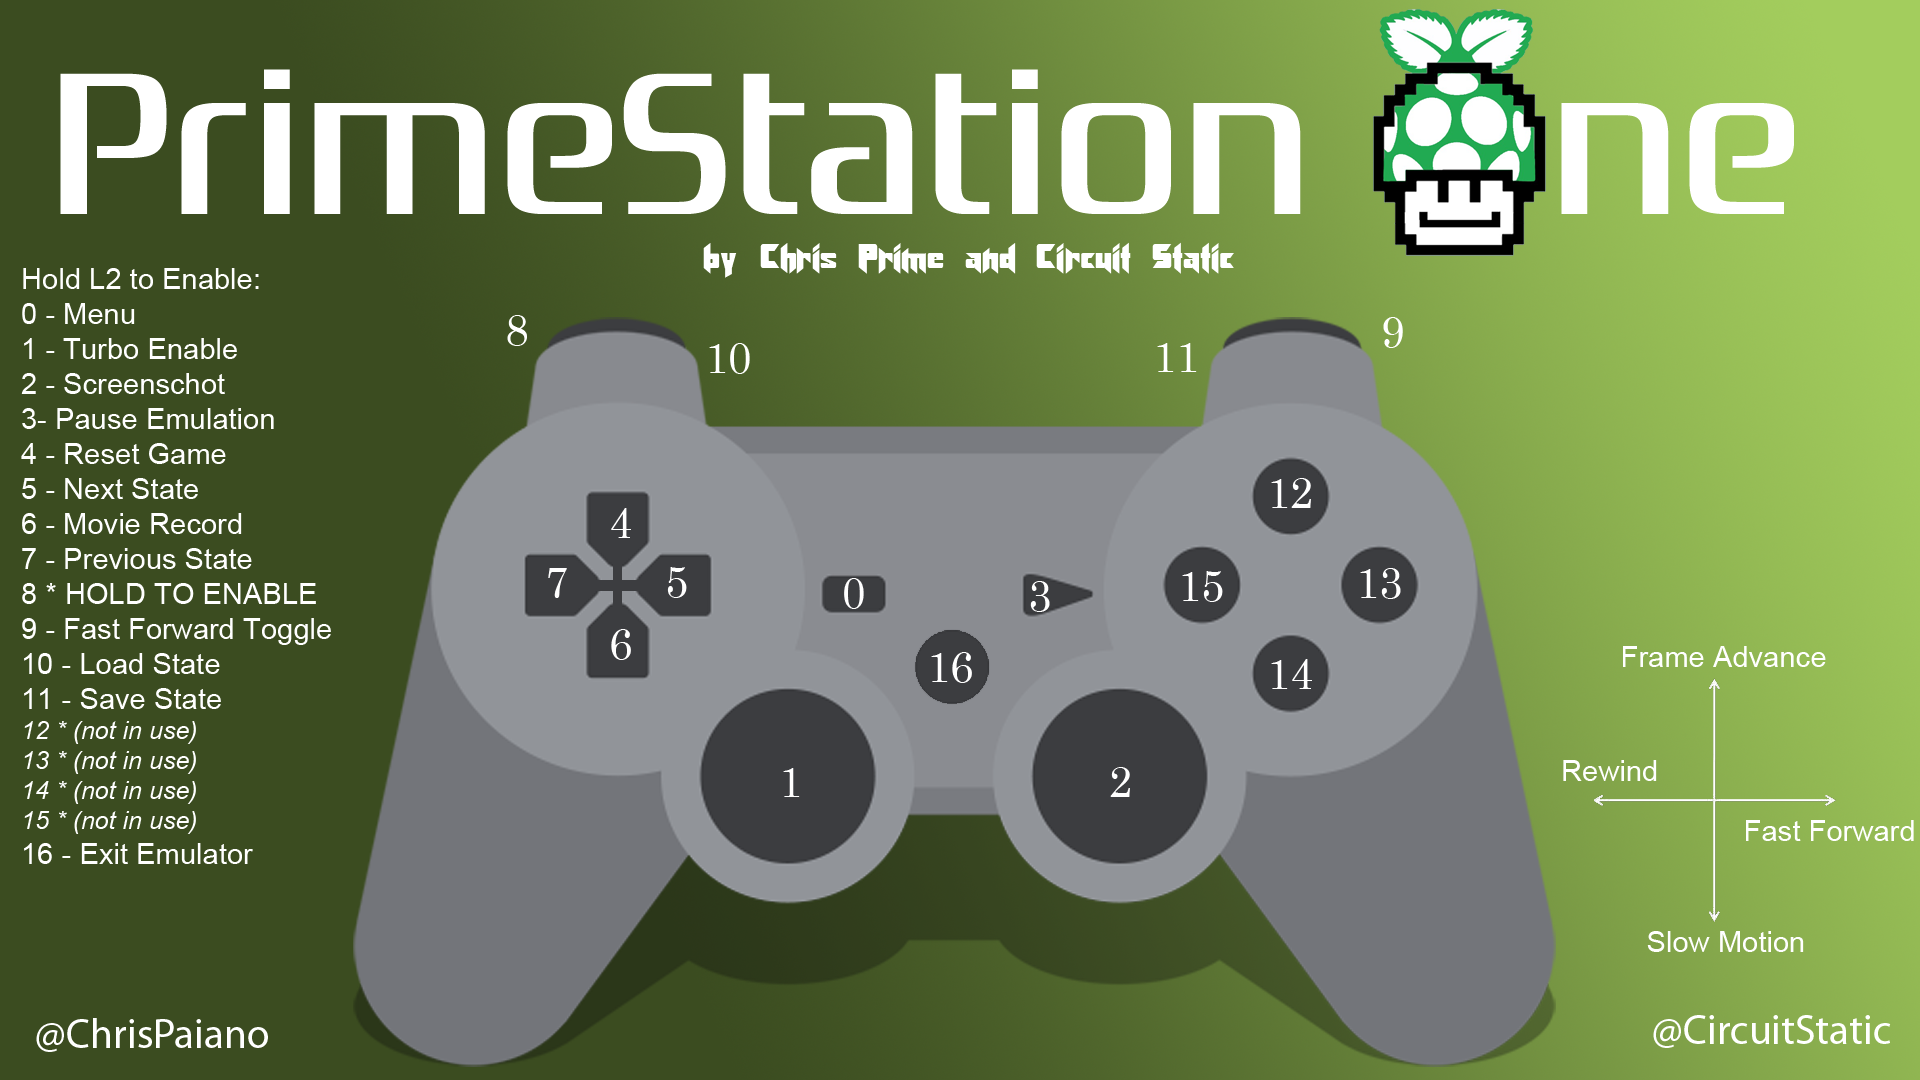 PrimeStation One
by Chris Prime and Circuit Static
Hold L2 to Enable:
0 - Menu
1 - Turbo Enable
2 - Screenschot
3- Pause Emulation
4 - Reset Game
5 - Next State
6 - Movie Record
7 - Previous State
8 * HOLD TO ENABLE
9 - Fast Forward Toggle
10 - Load State
11 - Save State
12 * (not in use)
13 * (not in use)
14 * (not in use)
15 * (not in use)
16 - Exit Emulator
8
10
11
9
4
7
5
6
0
3
16
12
15
13
14
1
2
Frame Advance
Rewind
Fast Forward
Slow Motion
@ChrisPaiano
@CircuitStatic